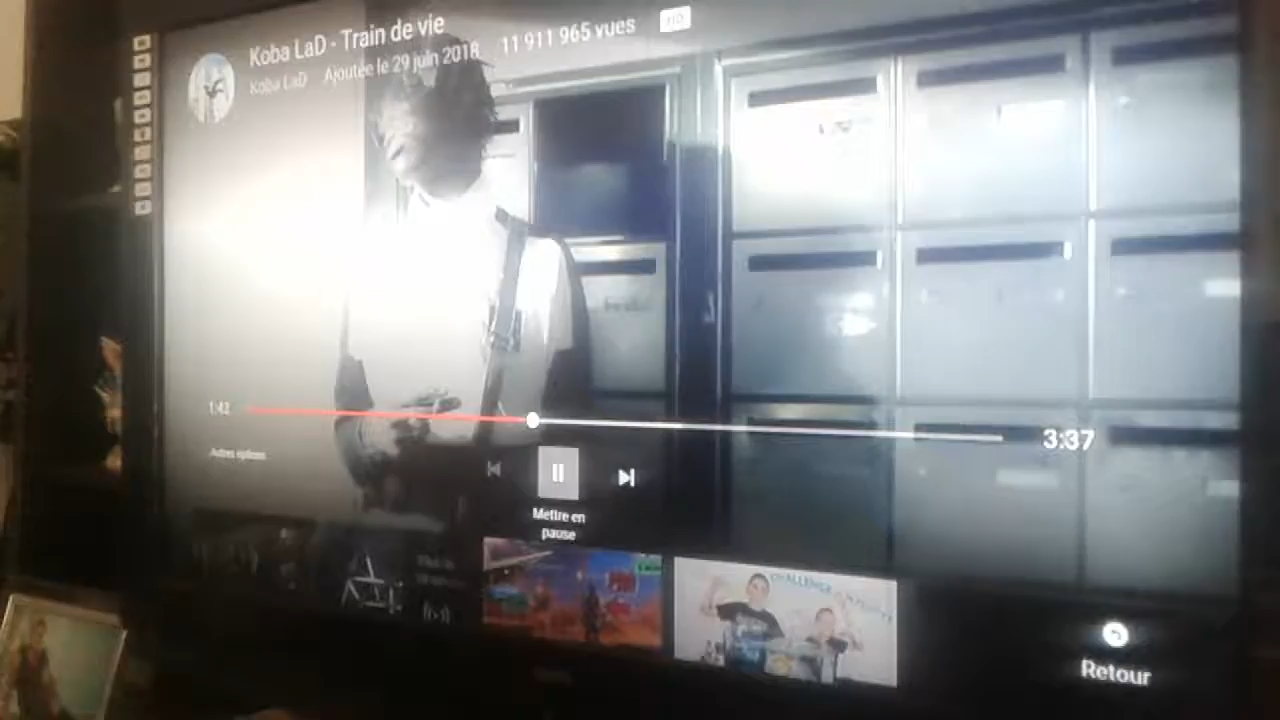 Koba LaD - Train de vie
Koba LaD Ajoutée le 29 juin 2018 11 911 965 vues HD
1:42
3:37
Autres options
Mettre en
pause
CHALLENGE
Retour